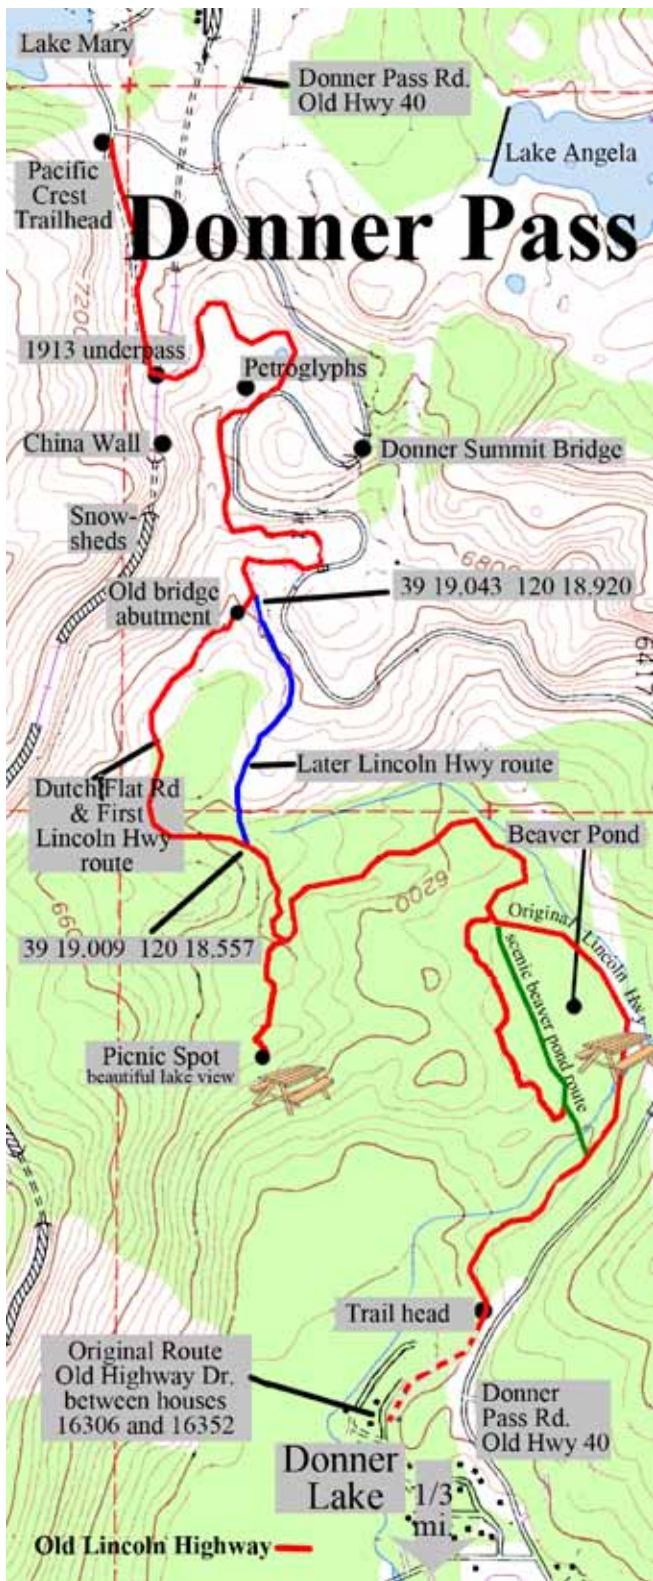 Lake Mary
Donner Pass Rd.
Old Hwy 40
Lake Angela
Pacific
Crest
Trailhead
Donner Pass
7200
1913 underpass
Petroglyphs
China Wall
Donner Summit Bridge
Snow-
sheds
6800
39 19.043 120 18.920
Old bridge
abutment
6417
Later Lincoln Hwy route
Dutch Flat Rd
& First
Lincoln Hwy
route
Beaver Pond
6200
Original Lincoln Hwy
6600
39 19.009 120 18.557
scenic beaver pond route
Picnic Spot
beautiful lake view
Trail head
Original Route
Old Highway Dr.
between houses
16306 and 16352
Donner
Pass Rd.
Old Hwy 40
Donner
Lake
1/3
mi.
Old Lincoln Highway